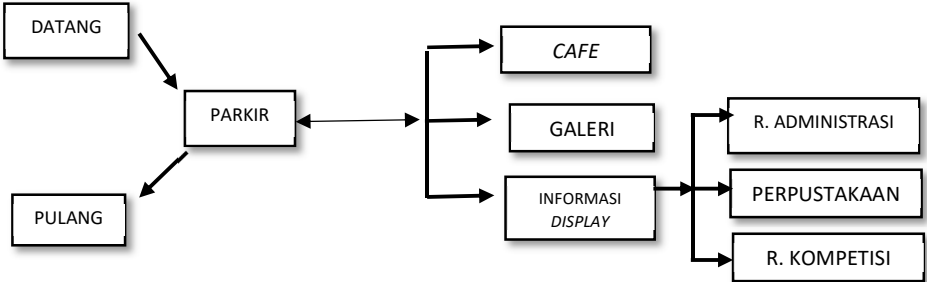 DATANG
PARKIR
PULANG
CAFE
GALERI
INFORMASI
DISPLAY
R. ADMINISTRASI
PERPUSTAKAAN
R. KOMPETISI